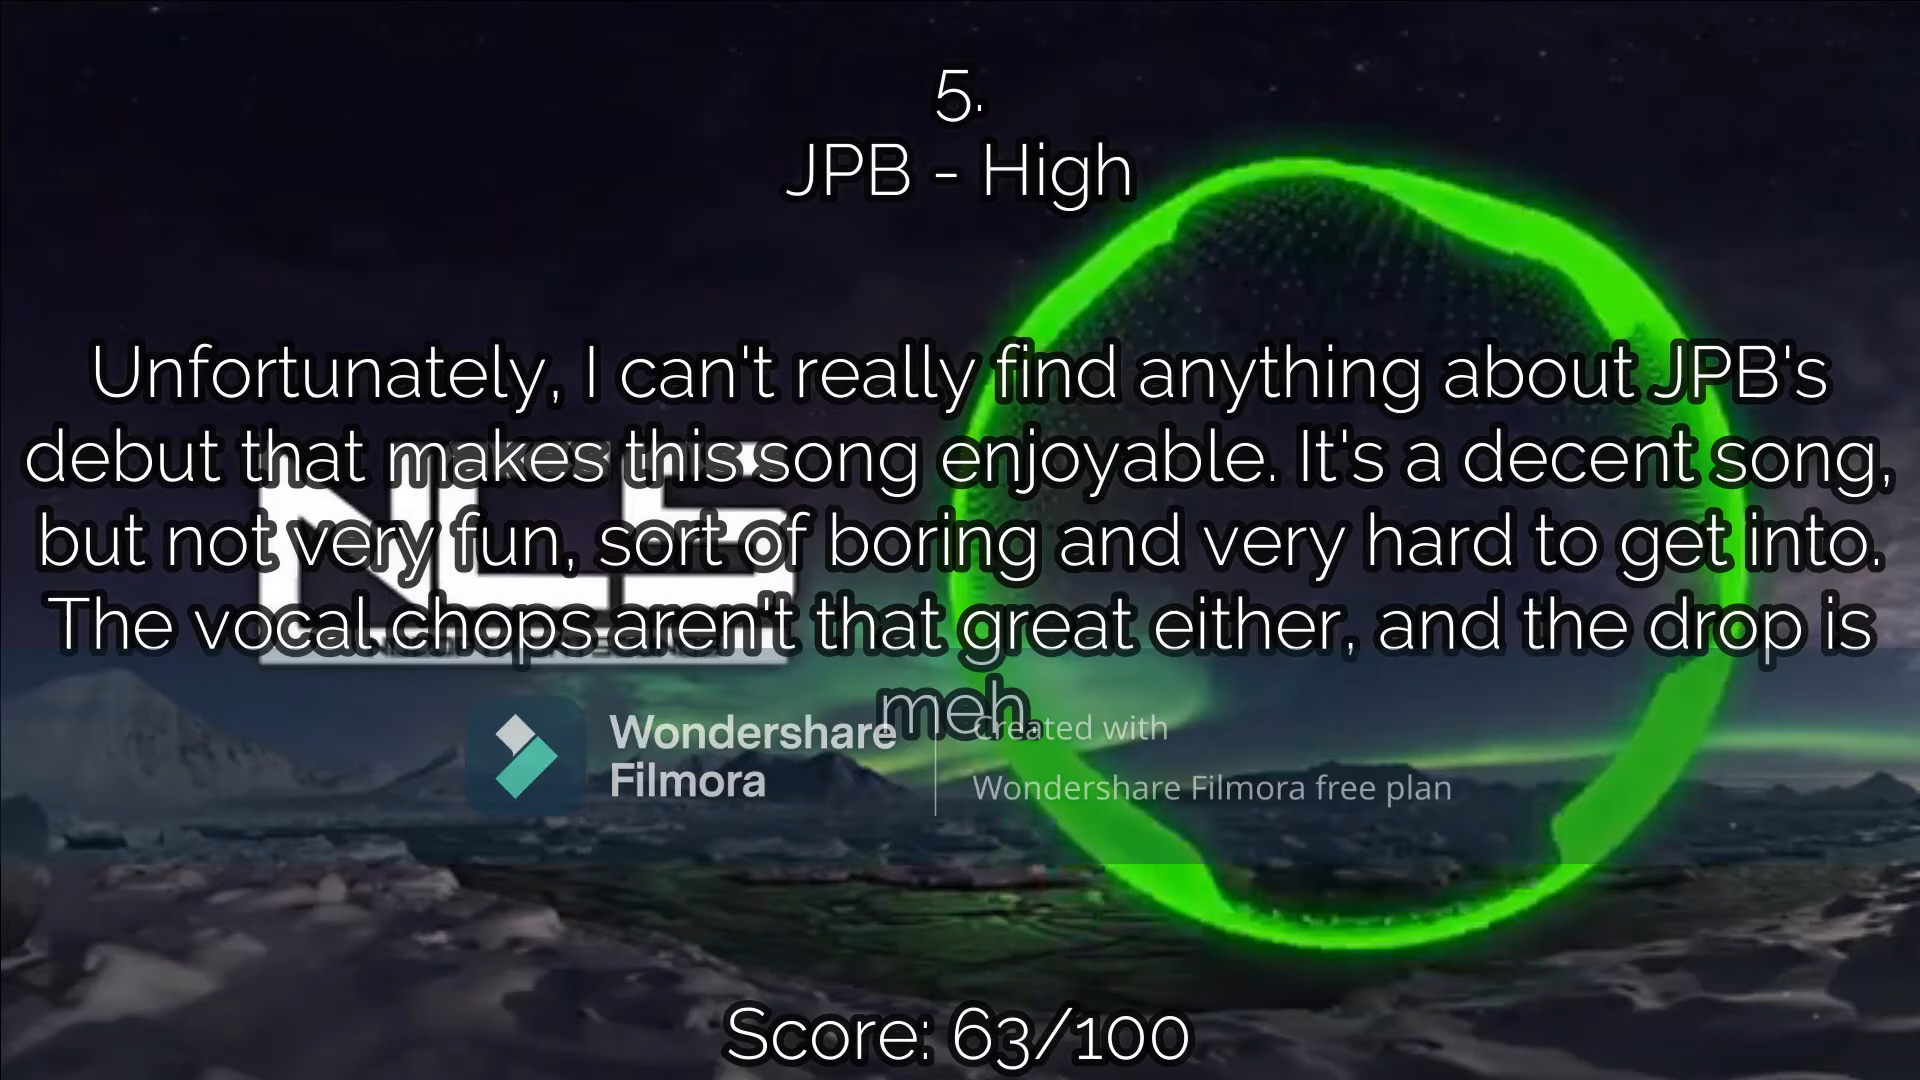 5.
JPB - High
Unfortunately, I can't really find anything about JPB's
debut that makes this song enjoyable. It's a decent song,
but not very fun, sort of boring and very hard to get into.
The vocal chops aren't that great either, and the drop is
meh.
NCS
Wondershare
Filmora
Created with
Wondershare Filmora free plan
Score: 63/100